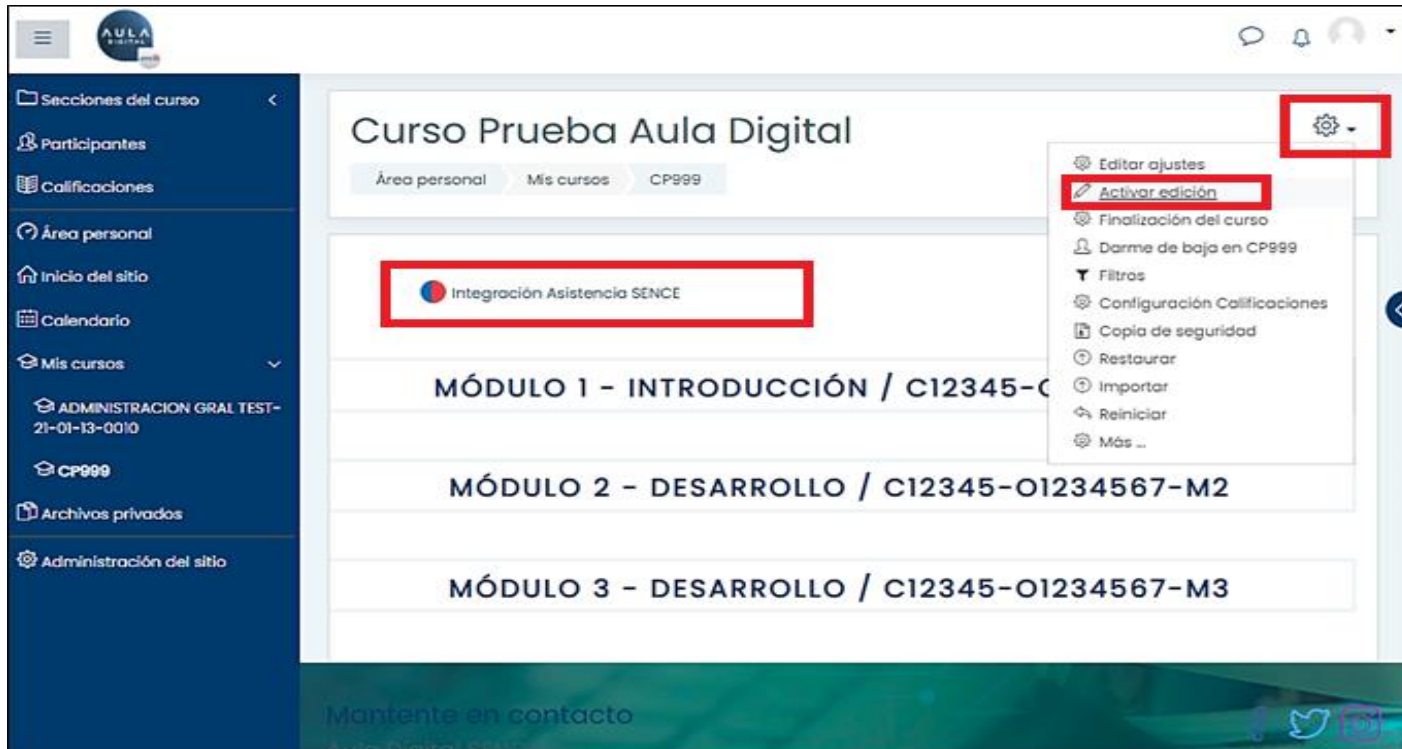 AULA
DIGITAL
Secciones del curso
Participantes
Calificaciones
Área personal
Inicio del sitio
Calendario
Mis cursos
ADMINISTRACION GRAL TEST-
21-01-13-0010
CP999
Archivos privados
Administración del sitio
Curso Prueba Aula Digital
Área personal
Mis cursos
CP999
Editar ajustes
Activar edición
Finalización del curso
Darme de baja en CP999
Filtros
Configuración Calificaciones
Copia de seguridad
Restaurar
Importar
Reiniciar
Más ...
Integración Asistencia SENCE
MÓDULO 1 - INTRODUCCIÓN / C12345-O
MÓDULO 2 - DESARROLLO / C12345-O1234567-M2
MÓDULO 3 - DESARROLLO / C12345-O1234567-M3
Mantente en contacto
Aula Digital